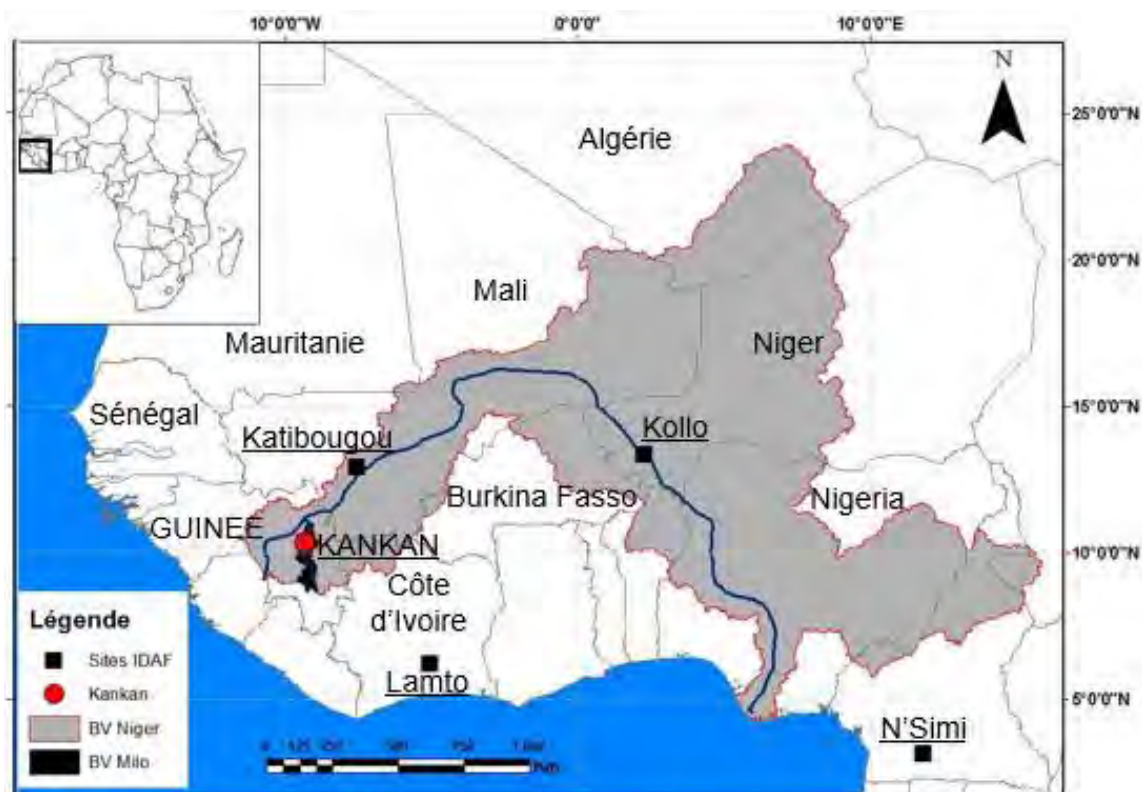 10°0'0"W
0°0'0"
10°0'0"E
N
25°0'0"N
20°0'0"N
15°0'0"N
10°0'0"N
5°0'0"N
Algérie
Mali
Mauritanie
Niger
Sénégal
Katibougou
Kollo
Burkina Fasso
Nigeria
GUINEE
KANKAN
Côte
d'Ivoire
Lamto
N'Simi
Légende
Sites IDAF
Kankan
BV Niger
BV Milo
0